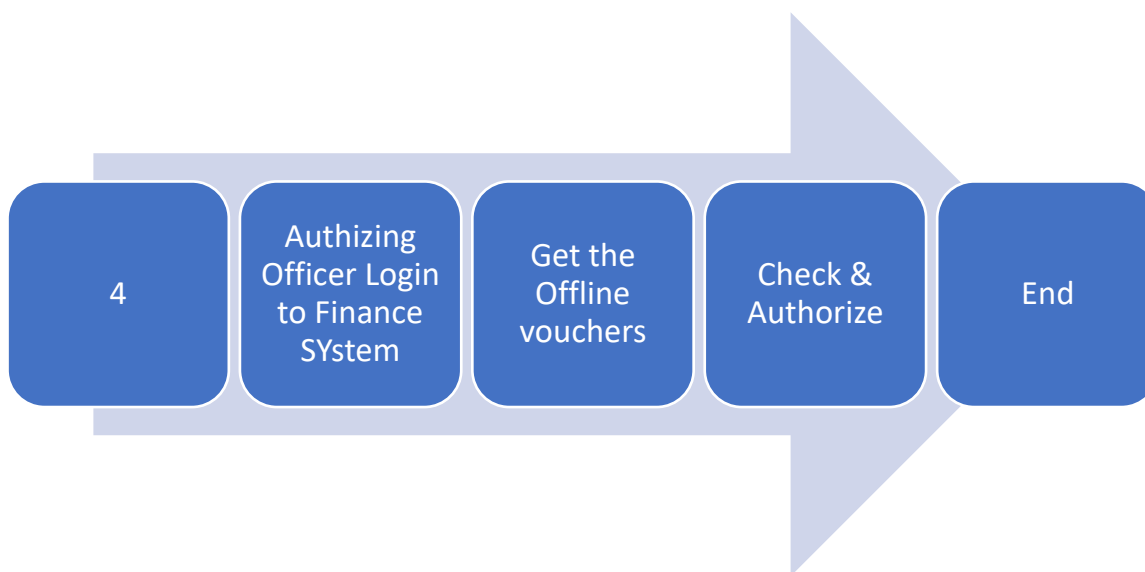 4
Authizing
Officer Login
to Finance
SYstem
Get the
Offline
vouchers
Check &
Authorize
End